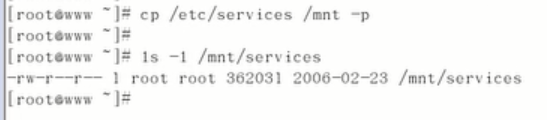 [root@www ~]# cp /etc/services /mnt -p
[root@www ~]#
[root@www ~]# ls -l /mnt/services
-rw-r--r-- 1 root root 362031 2006-02-23 /mnt/services
[root@www ~]#